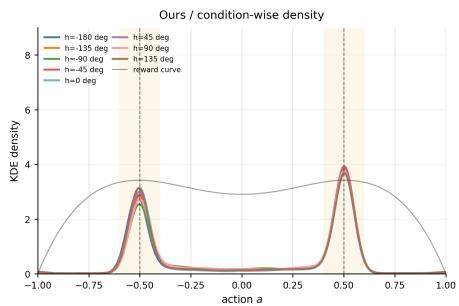 Ours / condition-wise density
h=-180 deg
h=-135 deg
h=-90 deg
h=-45 deg
h=0 deg
h=45 deg
h=90 deg
h=135 deg
reward curve
KDE density
8
6
4
2
0
−1.00 −0.75 −0.50 −0.25 0.00 0.25 0.50 0.75 1.00
action a